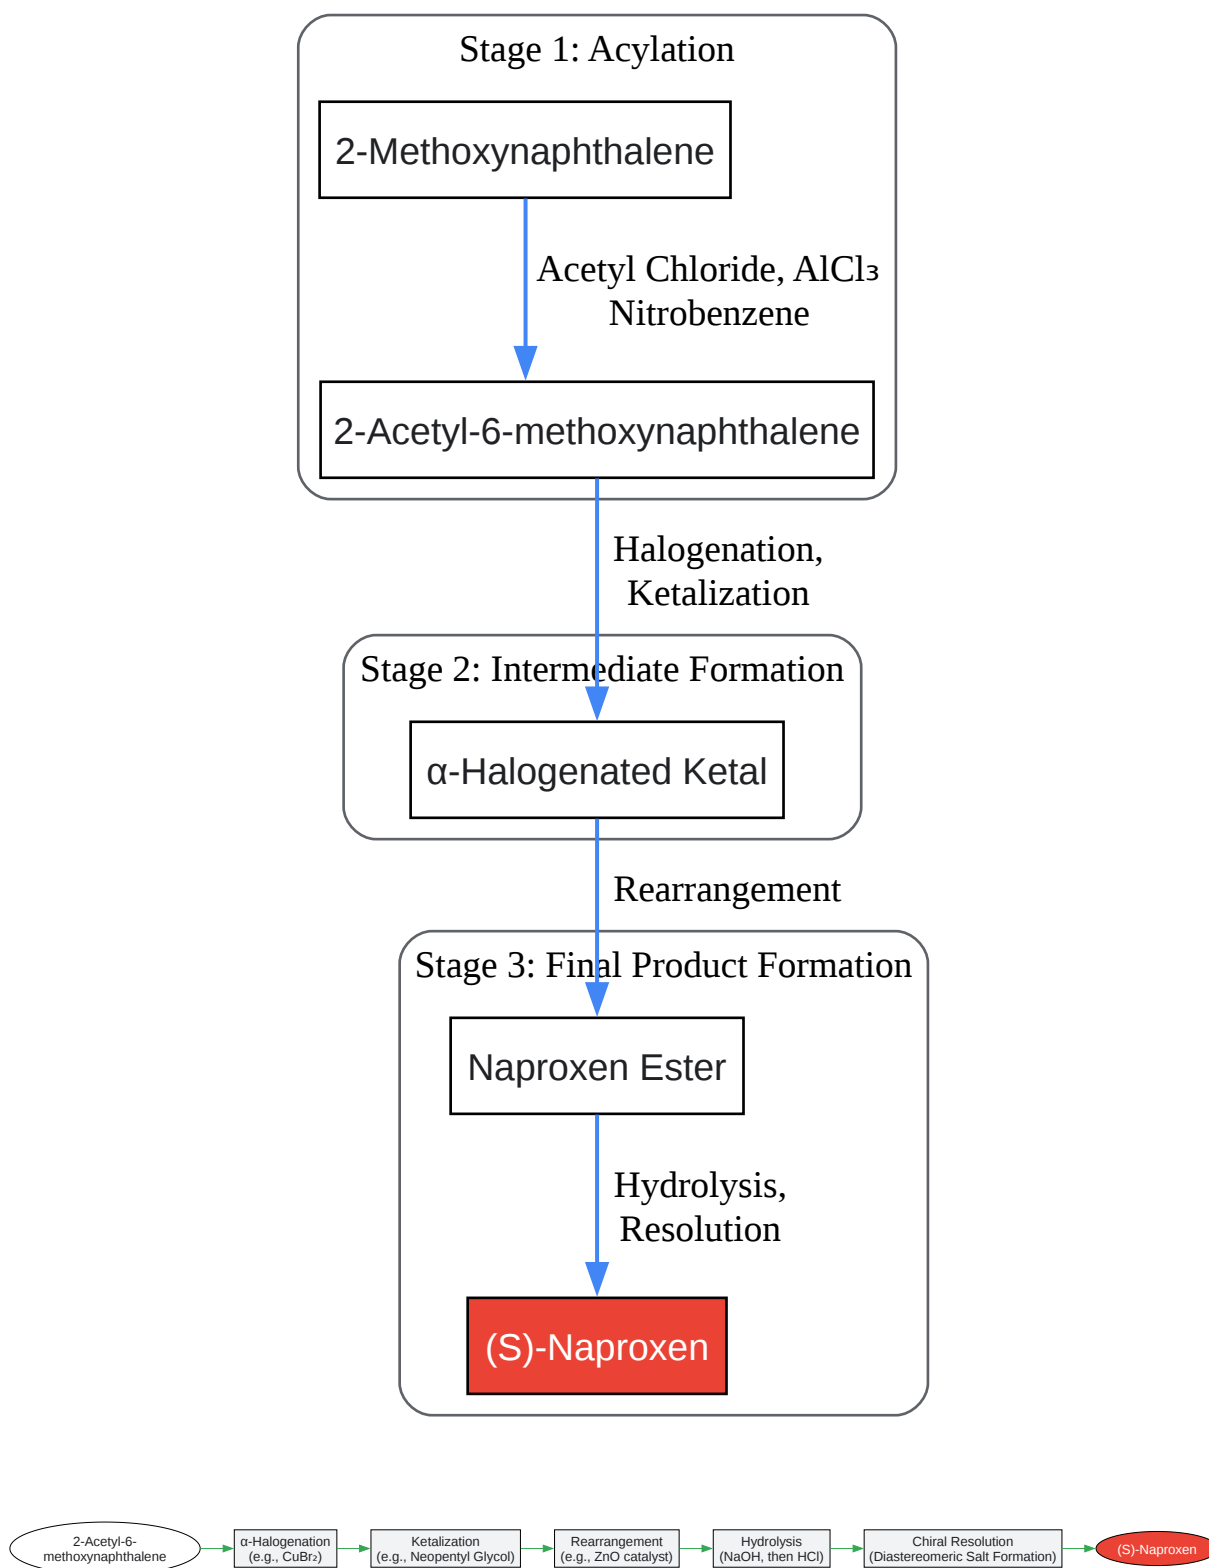 Stage 1: Acylation
2-Methoxynaphthalene
Acetyl Chloride, AlCl₃
Nitrobenzene
2-Acetyl-6-methoxynaphthalene
Halogenation,
Ketalization
Stage 2: Intermediate Formation
α-Halogenated Ketal
Rearrangement
Stage 3: Final Product Formation
Naproxen Ester
Hydrolysis,
Resolution
(S)-Naproxen
2-Acetyl-6-
methoxynaphthalene
α-Halogenation
(e.g., CuBr₂)
Ketalization
(e.g., Neopentyl Glycol)
Rearrangement
(e.g., ZnO catalyst)
Hydrolysis
(NaOH, then HCl)
Chiral Resolution
(Diastereomeric Salt Formation)
(S)-Naproxen